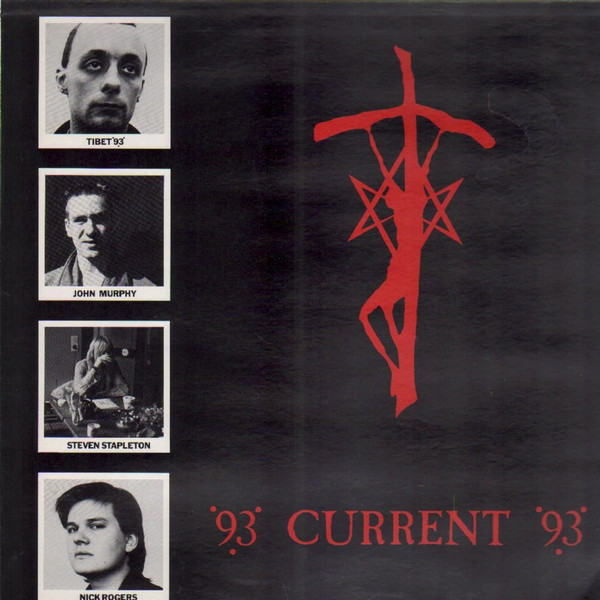 TIBET '93'
JOHN MURPHY
STEVEN STAPLETON
NICK ROGERS
'93' CURRENT '93'